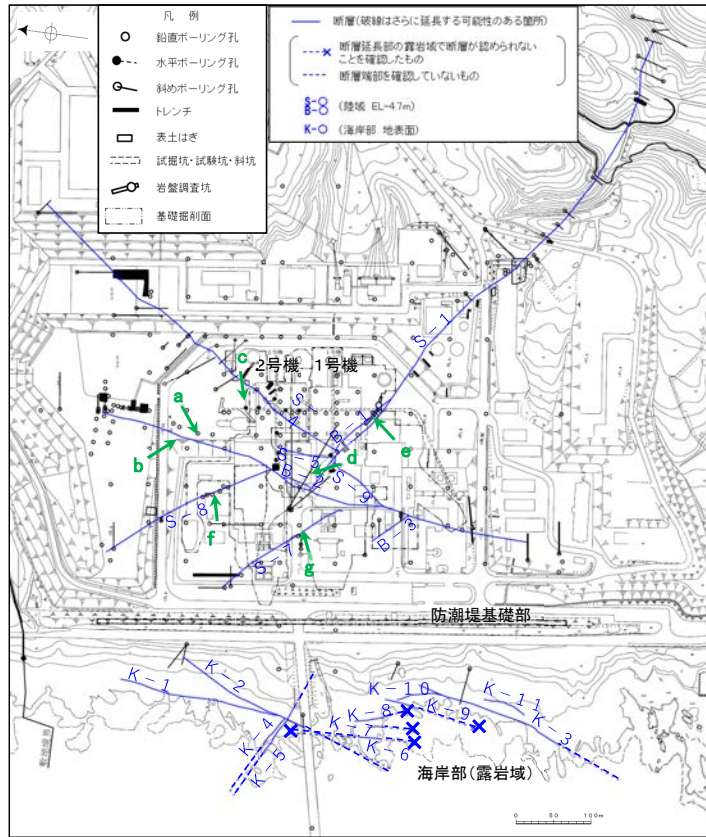 凡 例
鉛直ボーリング孔
水平ボーリング孔
斜めボーリング孔
トレンチ
表土はぎ
試掘坑・試験坑・斜坑
岩盤調査坑
基礎掘削面
断層(破線はさらに延長する可能性のある箇所)
断層延長部の露岩域で断層が認められない
ことを確認したもの
断層端部を確認していないもの
S-○
B-○
(陸域 EL-4.7m)
K-○ (海岸部 地表面)
S-1
2号機 1号機
c
S-4
B-1
a
b
e
S-5
d
B-2
S-9
S-8
f
B-3
S-7
g
防潮堤基礎部
K-1
K-2
K-10
K-11
K-8
K-9
K-4
K-7
K-3
K-5
K-6
海岸部(露岩域)
0 100m